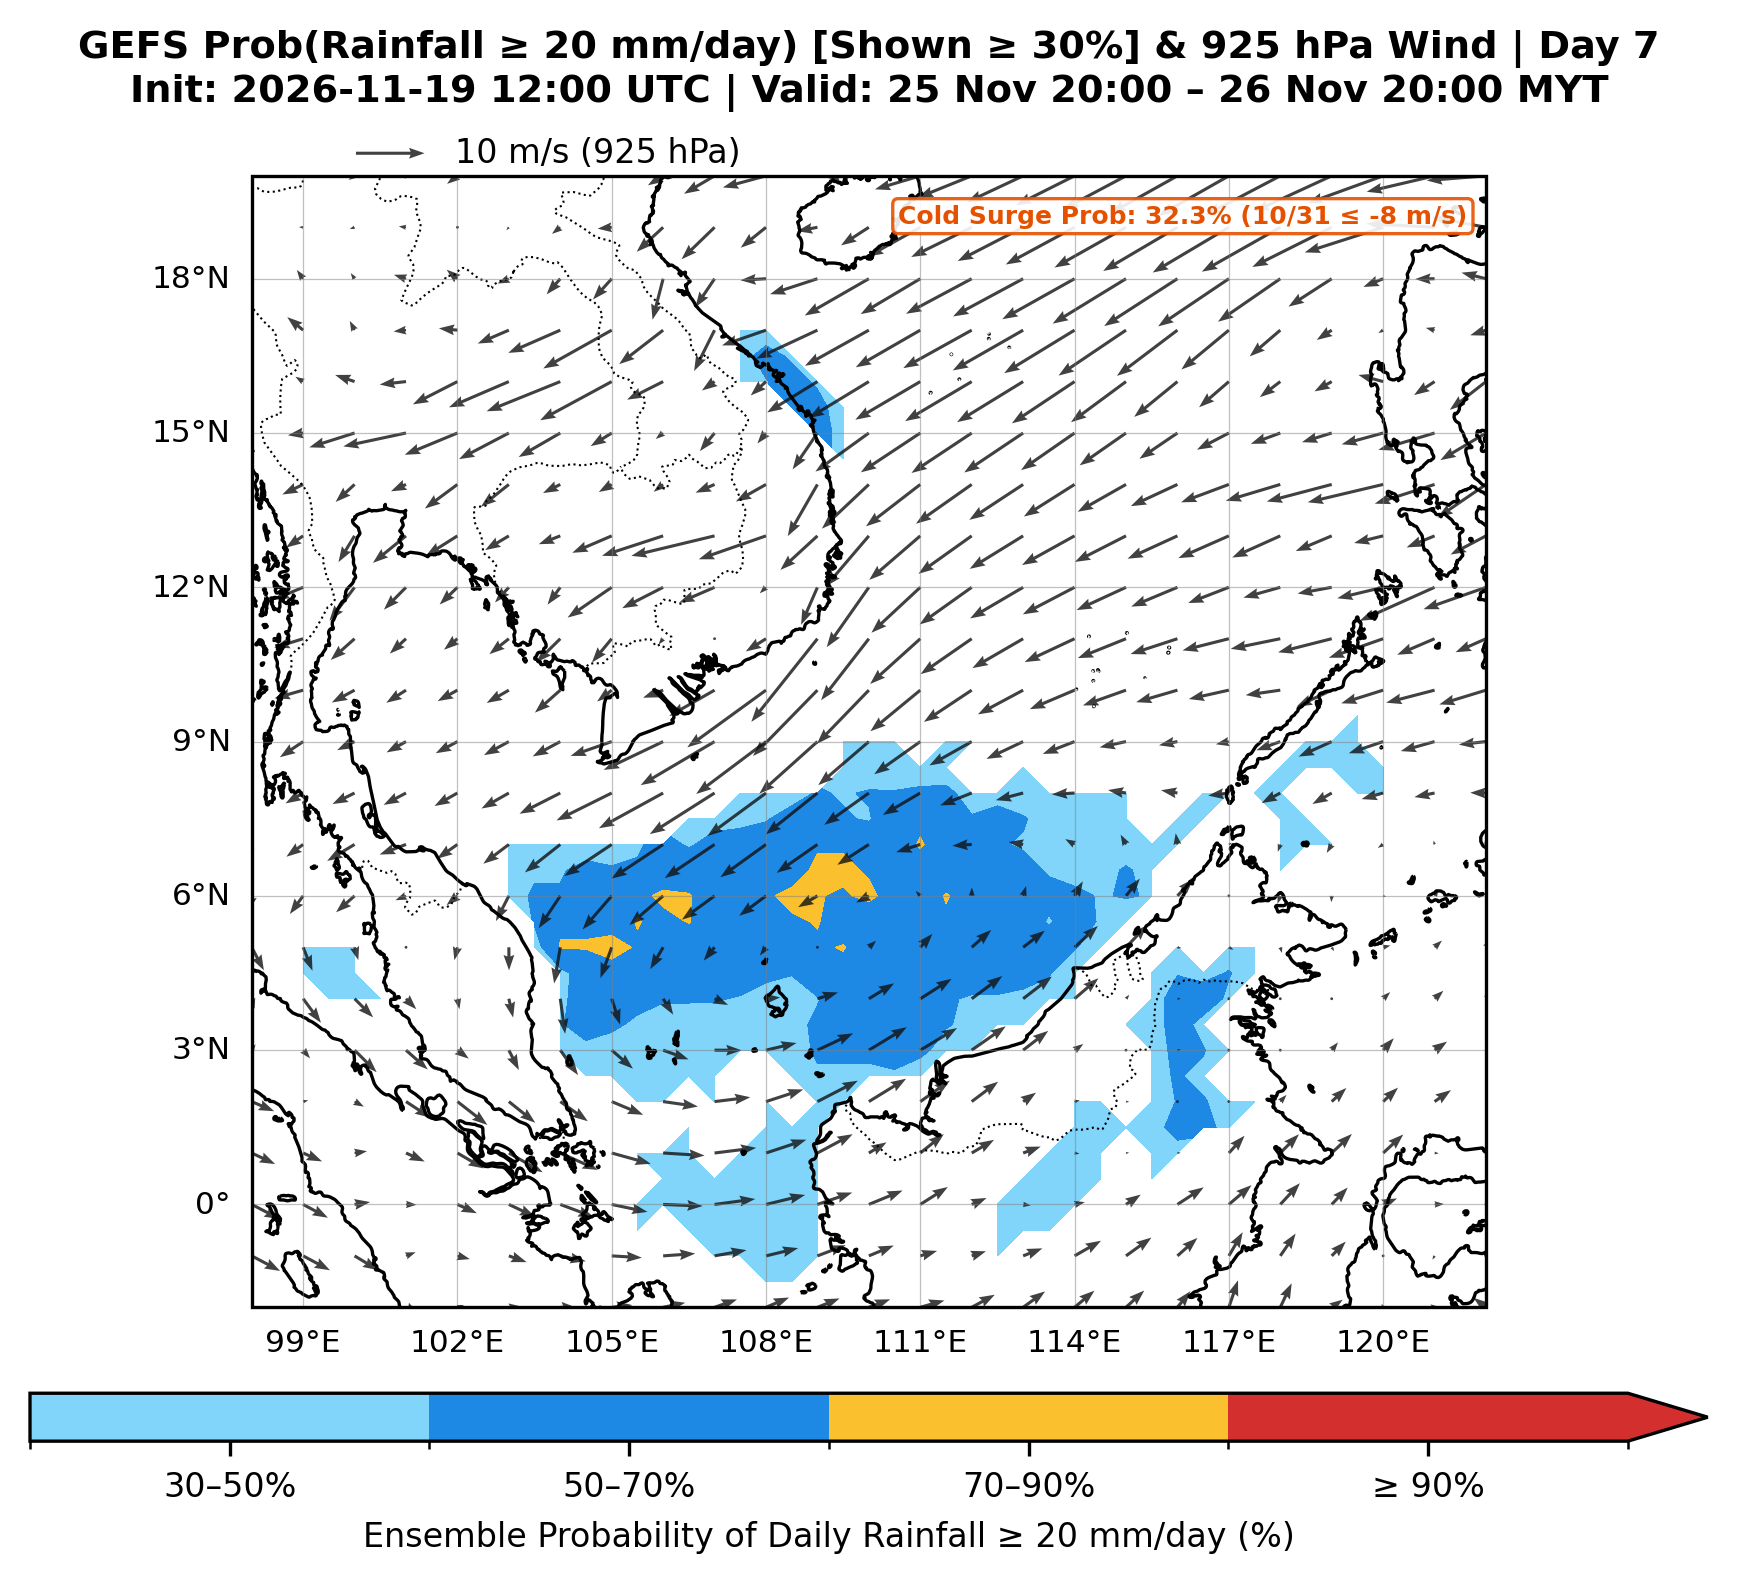 GEFS Prob(Rainfall ≥ 20 mm/day) [Shown ≥ 30%] & 925 hPa Wind | Day 7
Init: 2026-11-19 12:00 UTC | Valid: 25 Nov 20:00 – 26 Nov 20:00 MYT
10 m/s (925 hPa)
Cold Surge Prob: 32.3% (10/31 ≤ -8 m/s)
18°N
15°N
12°N
9°N
6°N
3°N
0°
99°E 102°E 105°E 108°E 111°E 114°E 117°E 120°E
30–50% 50–70% 70–90% ≥ 90%
Ensemble Probability of Daily Rainfall ≥ 20 mm/day (%)